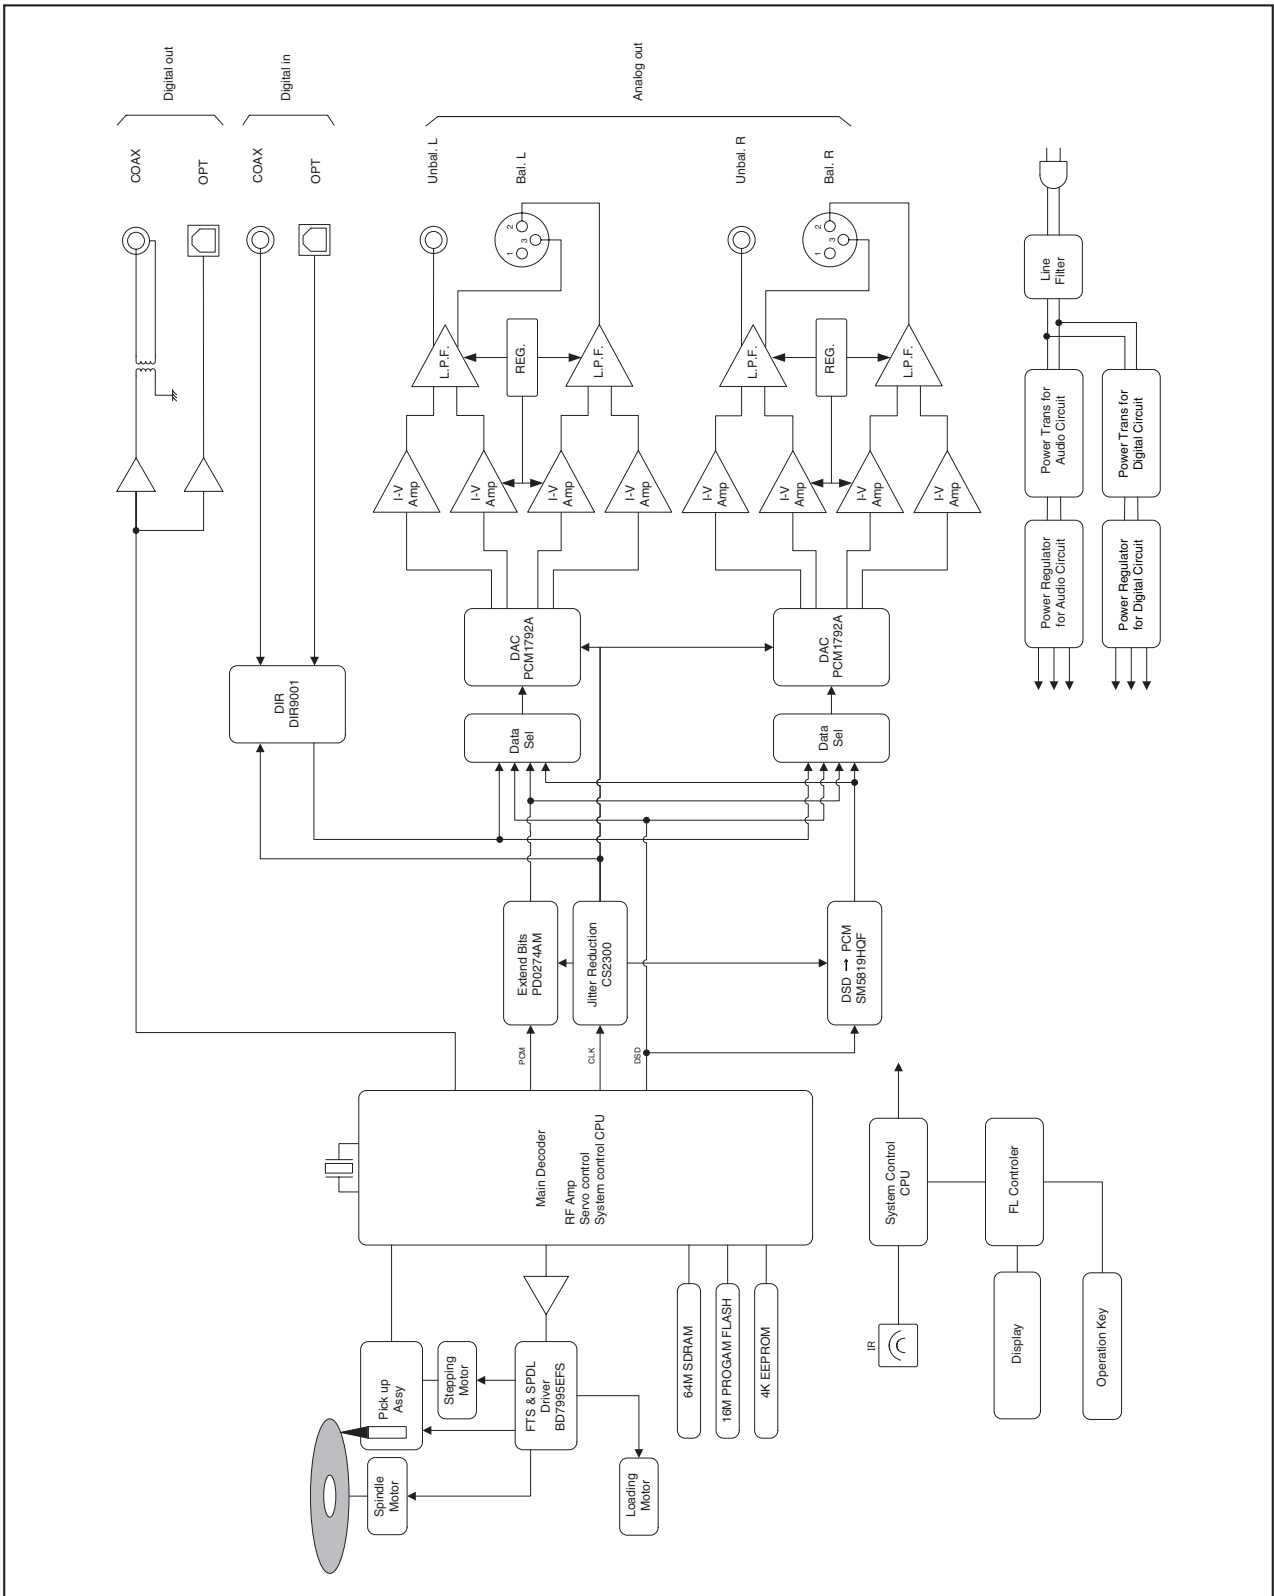 Digital out
Digital in
Analog out
COAX
OPT
COAX
OPT
Unbal. L
Bal. L
Unbal. R
Bal. R
1
2
3
1
2
3
Line
Filter
L.P.F.
REG.
L.P.F.
L.P.F.
REG.
L.P.F.
Power Trans for
Audio Circuit
Power Trans for
Digital Circuit
I-V
Amp
I-V
Amp
I-V
Amp
I-V
Amp
I-V
Amp
I-V
Amp
I-V
Amp
I-V
Amp
Power Regulator
for Audio Circuit
Power Regulator
for Digital Circuit
DIR
DIR9001
DAC
PCM1792A
DAC
PCM1792A
Data
Sel
Data
Sel
Extend Bits
PD0274AM
Jitter Reduction
CS2300
DSD → PCM
SM5819HQF
PCM
CLK
DSD
Main Decoder
RF Amp
Servo control
System control CPU
System Control
CPU
FL Controler
IR
Display
Operation Key
64M SDRAM
16M PROGAM FLASH
4K EEPROM
Pick up
Assy
Stepping
Motor
FTS & SPDL
Driver
BD7995EFS
Spindle
Motor
Loading
Motor